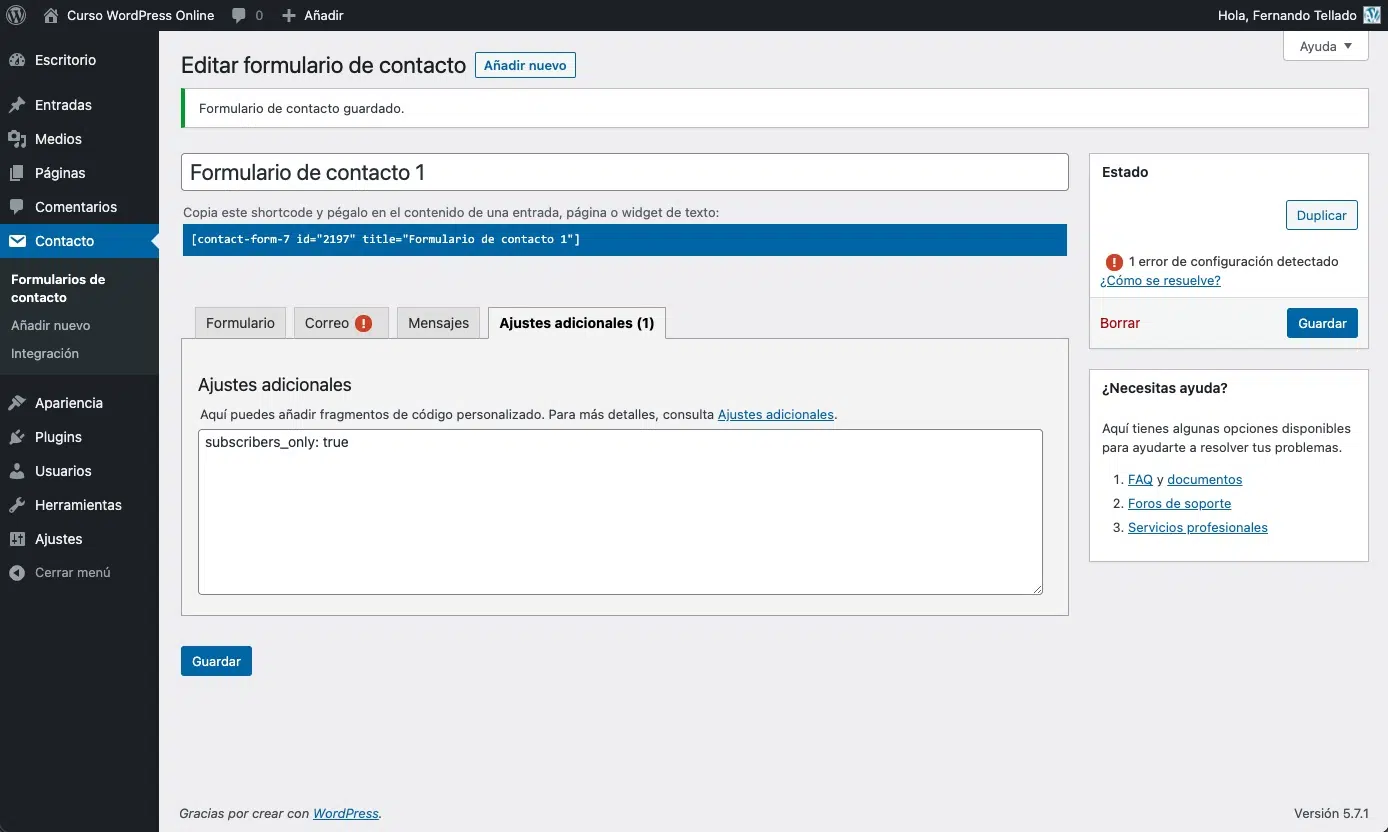 Curso WordPress Online 0 Añadir Hola, Fernando Tellado
Ayuda
Escritorio
Entradas
Medios
Páginas
Comentarios
Contacto
Formularios de
contacto
Añadir nuevo
Integración
Apariencia
Plugins
Usuarios
Herramientas
Ajustes
Cerrar menú
Editar formulario de contacto Añadir nuevo
Formulario de contacto guardado.
Formulario de contacto 1
Copia este shortcode y pégalo en el contenido de una entrada, página o widget de texto:
[contact-form-7 id="2197" title="Formulario de contacto 1"]
Formulario Correo ! Mensajes Ajustes adicionales (1)
Ajustes adicionales
Aquí puedes añadir fragmentos de código personalizado. Para más detalles, consulta Ajustes adicionales.
subscribers_only: true
Guardar
Estado
Duplicar
! 1 error de configuración detectado
¿Cómo se resuelve?
Borrar Guardar
¿Necesitas ayuda?
Aquí tienes algunas opciones disponibles
para ayudarte a resolver tus problemas.
1. FAQ y documentos
2. Foros de soporte
3. Servicios profesionales
Gracias por crear con WordPress. Versión 5.7.1